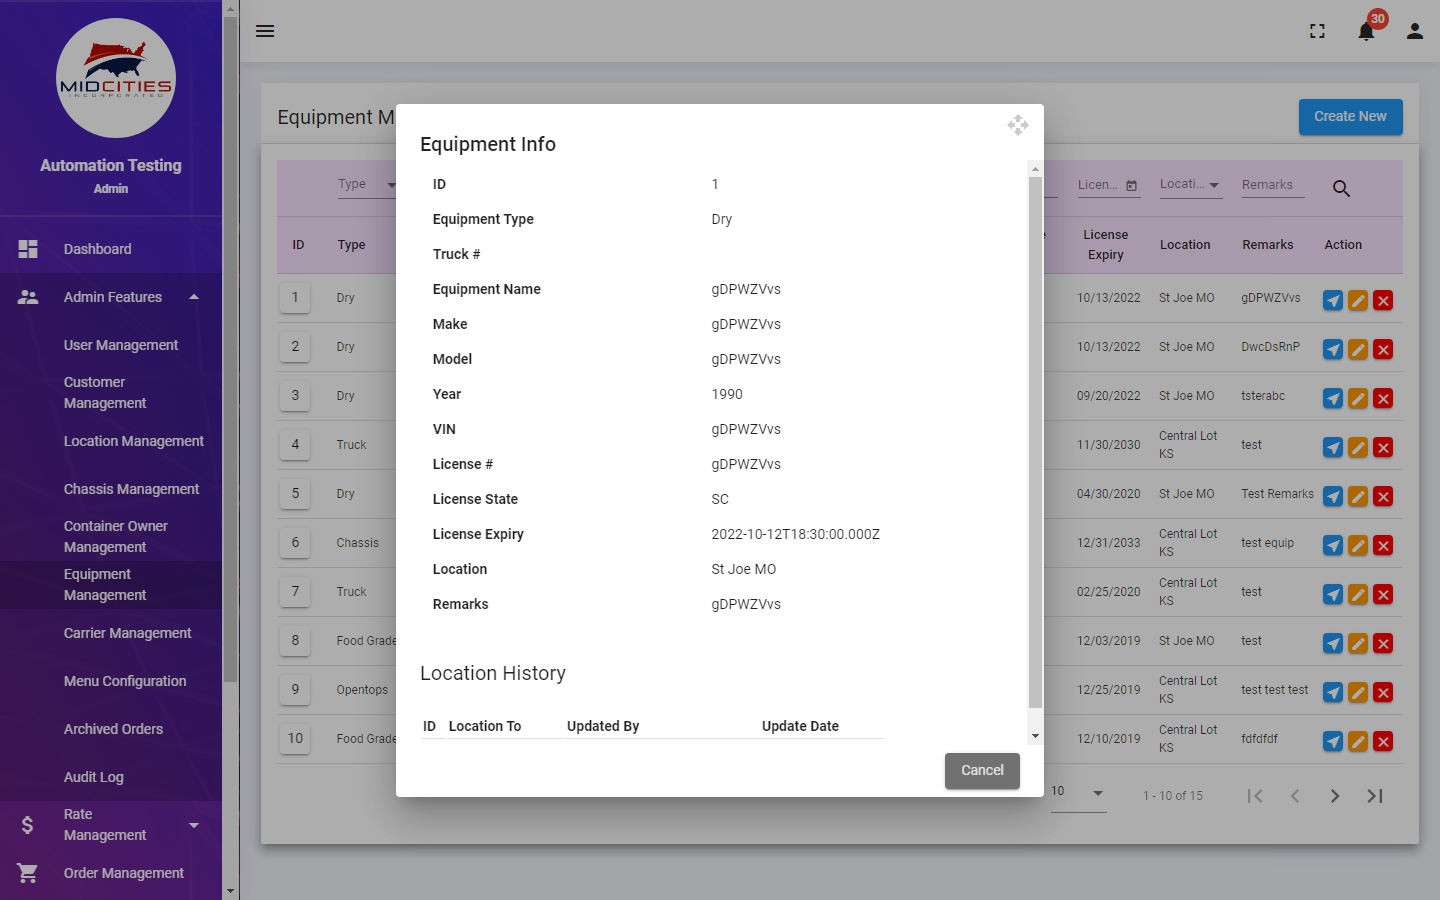 MIDCITIES
INCORPORATED
Automation Testing
Admin
Dashboard
Admin Features
User Management
Customer
Management
Location Management
Chassis Management
Container Owner
Management
Equipment
Management
Carrier Management
Menu Configuration
Archived Orders
Audit Log
$ Rate
Management
Order Management
30
Equipment M
Create New
Type
Licen...
Locati...
Remarks
ID Type
License
Expiry
Location Remarks Action
1 Dry 10/13/2022 St Joe MO gDPWZVvs
2 Dry 10/13/2022 St Joe MO DwcDsRnP
3 Dry 09/20/2022 St Joe MO tsterabc
4 Truck 11/30/2030 Central Lot
KS test
5 Dry 04/30/2020 St Joe MO Test Remarks
6 Chassis 12/31/2033 Central Lot
KS test equip
7 Truck 02/25/2020 Central Lot
KS test
8 Food Grade 12/03/2019 St Joe MO test
9 Opentops 12/25/2019 Central Lot
KS test test test
10 Food Grade 12/10/2019 Central Lot
KS fdfdfdf
10 1 - 10 of 15
Equipment Info
ID 1
Equipment Type Dry
Truck #
Equipment Name gDPWZVvs
Make gDPWZVvs
Model gDPWZVvs
Year 1990
VIN gDPWZVvs
License # gDPWZVvs
License State SC
License Expiry 2022-10-12T18:30:00.000Z
Location St Joe MO
Remarks gDPWZVvs
Location History
ID Location To Updated By Update Date
Cancel